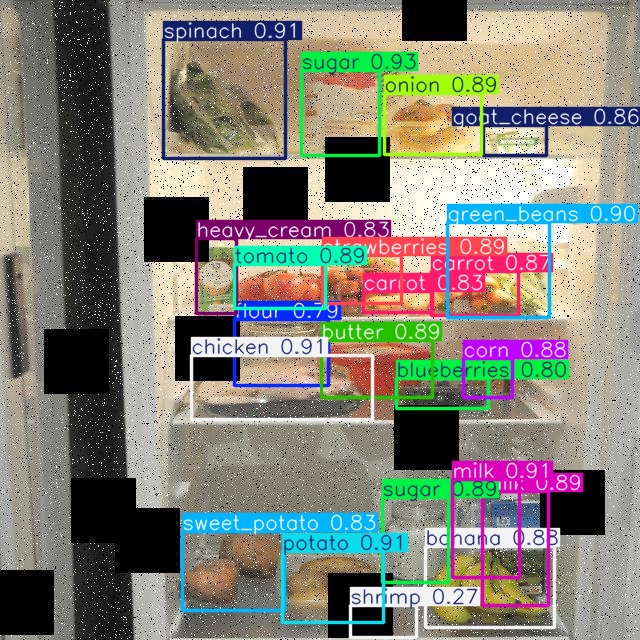 spinach 0.91
sugar 0.93
onion 0.89
goat_cheese 0.86
green_beans 0.90
heavy_cream 0.83
strawberries 0.89
tomato 0.89
carrot 0.87
carrot 0.83
flour 0.79
butter 0.89
chicken 0.91
corn 0.88
blueberries 0.80
milk 0.91
milk 0.89
sugar 0.89
sweet_potato 0.83
potato 0.91
banana 0.88
shrimp 0.27